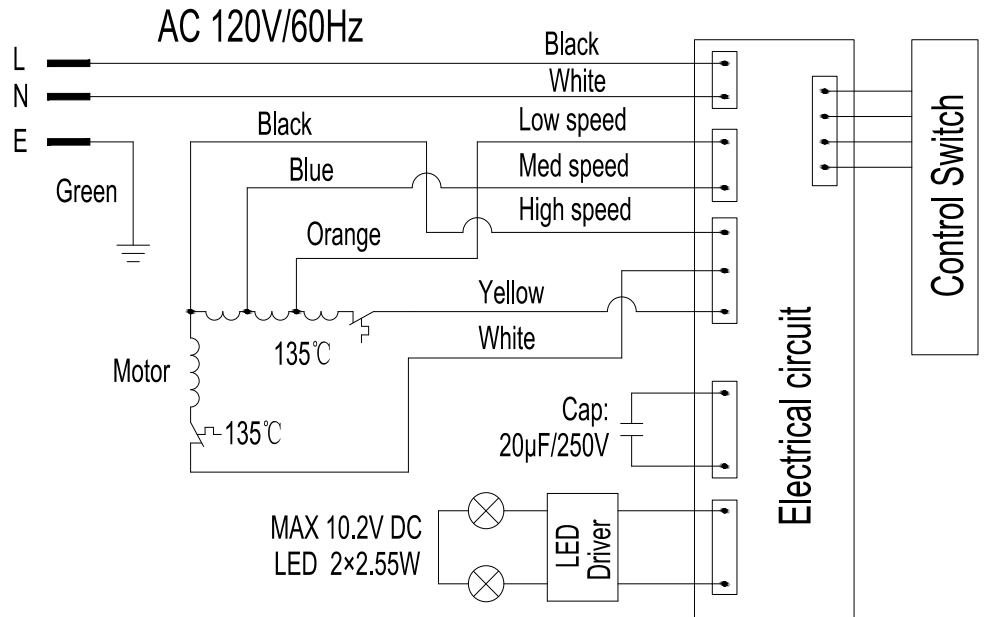 AC 120V/60Hz
L
N
E
Green
Black
White
Black
Low speed
Blue
Med speed
High speed
Orange
Yellow
White
135℃
Motor
135℃
Cap:
20µF/250V
MAX 10.2V DC
LED 2×2.55W
LED
Driver
Electrical circuit
Control Switch